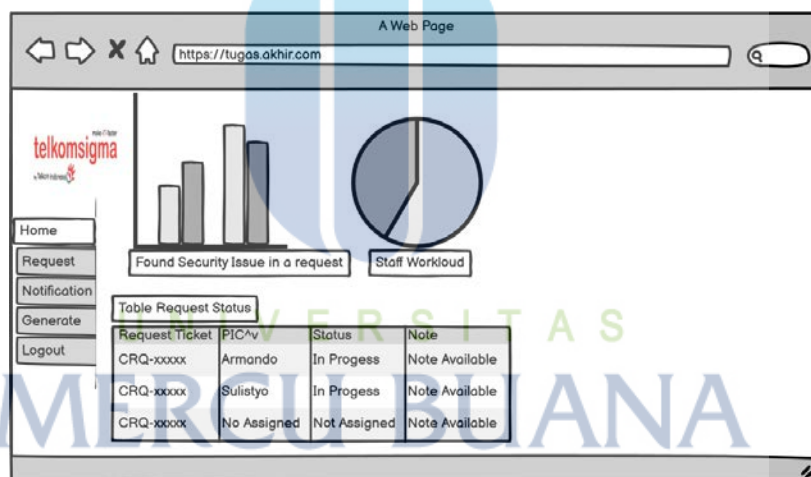 A Web Page
https://tugas.akhir.com
telkomsigma
Home
Request
Notification
Generate
Logout
Found Security Issue in a request
Staff Workloud
Table Request Status
Request Ticket PIC^v Status Note
CRQ-xxxxx Armando In Progess Note Available
CRQ-xxxxx Sulistyo In Progess Note Available
CRQ-xxxxx No Assigned Not Assigned Note Available
UNIVERSITAS
MERCU BUANA